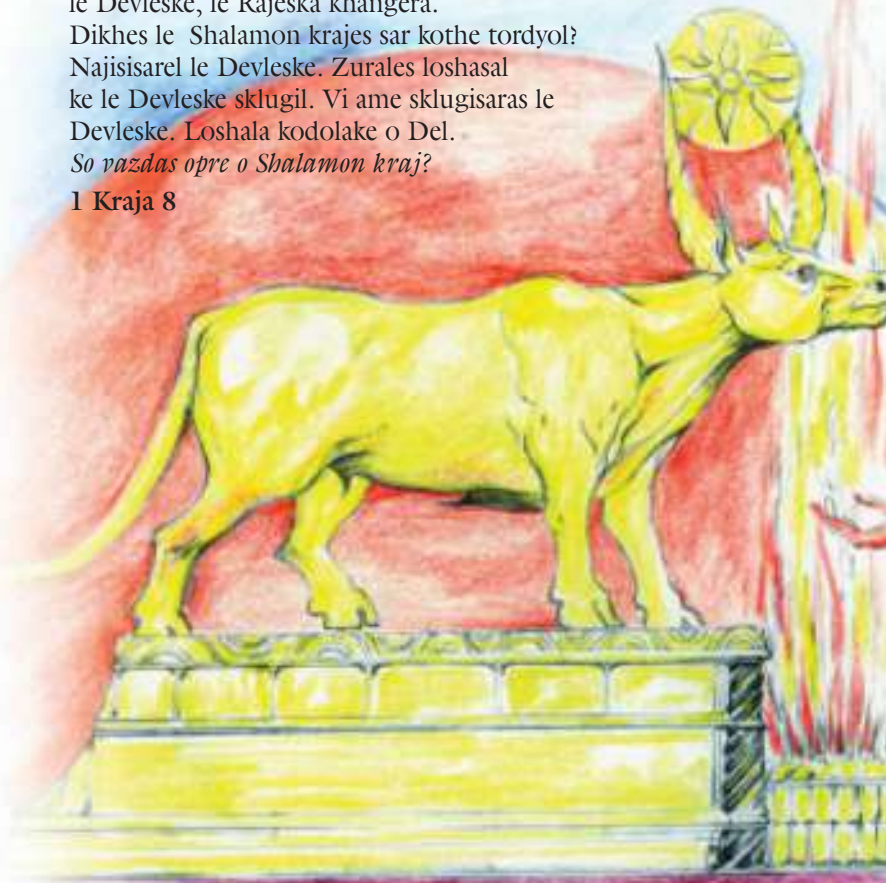 le Devleske, le Rajeska khangera.
Dikhes le Shalamon krajes sar kothe tordyol?
Najisisarel le Devleske. Zurales loshasal
ke le Devleske sklugil. Vi ame sklugisaras le
Devleske. Loshala kodolake o Del.
So vazdas opre o Shalamon kraj?
1 Kraja 8